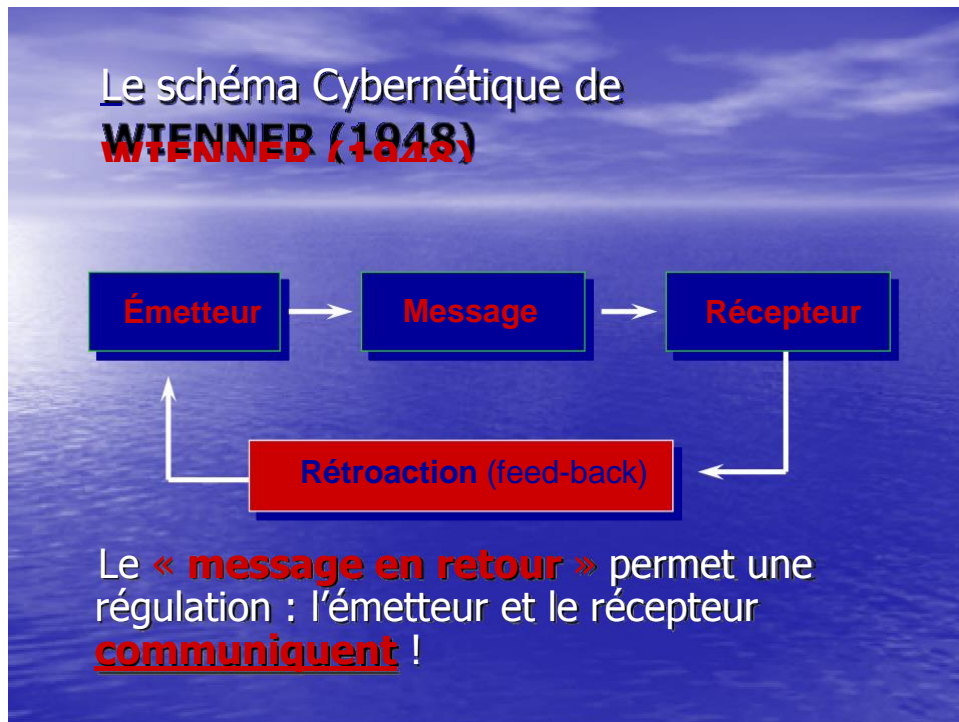 Le schéma Cybernétique de
WIENNER (1948)
Émetteur
Message
Récepteur
Rétroaction (feed-back)
Le « message en retour » permet une
régulation : l’émetteur et le récepteur
communiquent !